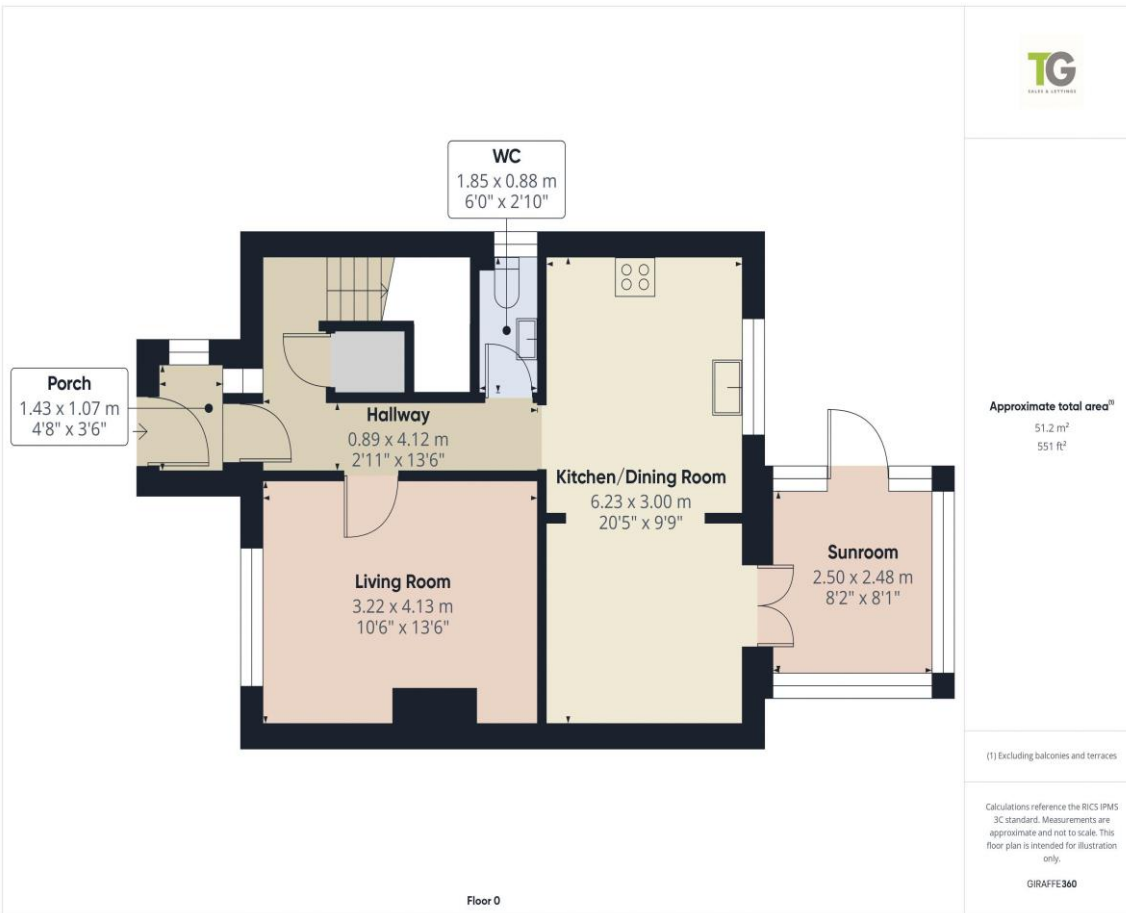 TG
SALES & LETTINGS
WC
1.85 x 0.88 m
6'0" x 2'10"
Porch
1.43 x 1.07 m
4'8" x 3'6"
Hallway
0.89 x 4.12 m
2'11" x 13'6"
Kitchen/Dining Room
6.23 x 3.00 m
20'5" x 9'9"
Living Room
3.22 x 4.13 m
10'6" x 13'6"
Sunroom
2.50 x 2.48 m
8'2" x 8'1"
Floor 0
Approximate total area(1)
51.2 m²
551 ft²
(1) Excluding balconies and terraces
Calculations reference the RICS IPMS
3C standard. Measurements are
approximate and not to scale. This
floor plan is intended for illustration
only.
GIRAFFE360